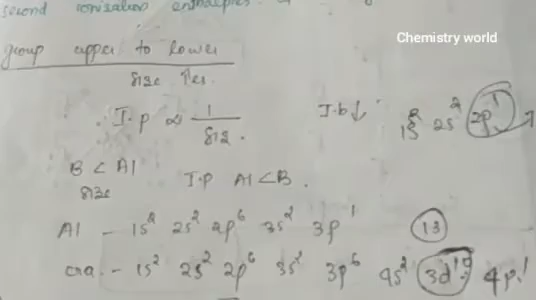 second ionisation enthalpies
Chemistry world
group upper to lower
size ↑es.
∴ I.p ∝ 1/size.
I.b↓
1s² 2s² 2p¹
B < Al
size
I.p Al < B.
Al - 1s² 2s² 2p⁶ 3s² 3p¹ (13)
Ga - 1s² 2s² 2p⁶ 3s² 3p⁶ 4s² 3d¹⁰ 4p¹